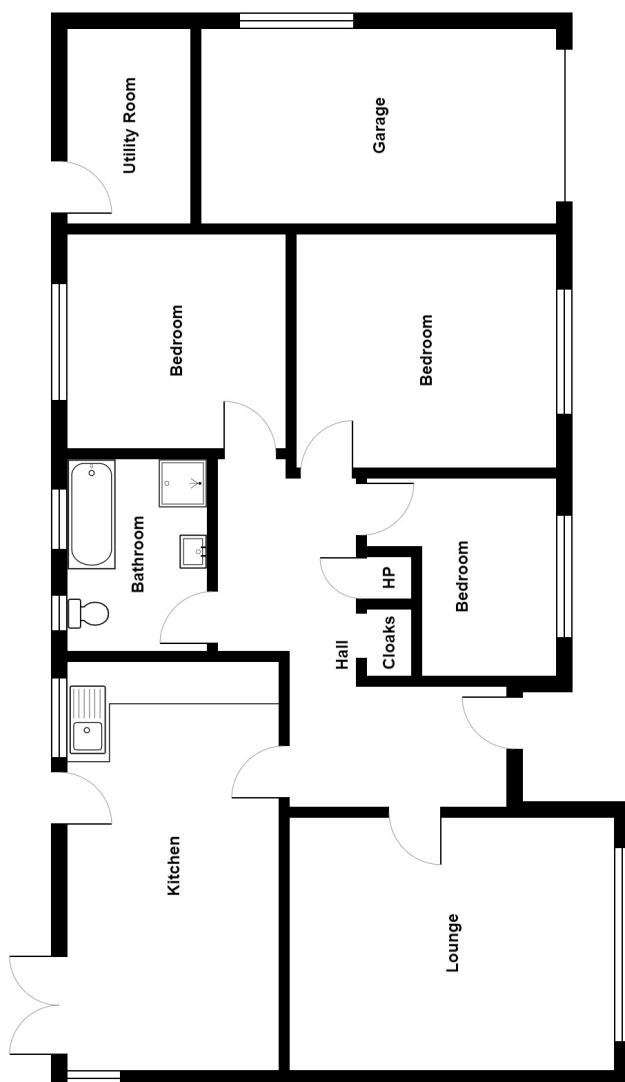 Utility Room
Garage
Bedroom
Bedroom
Bathroom
Bedroom
HP
Cloaks
Hall
Kitchen
Lounge